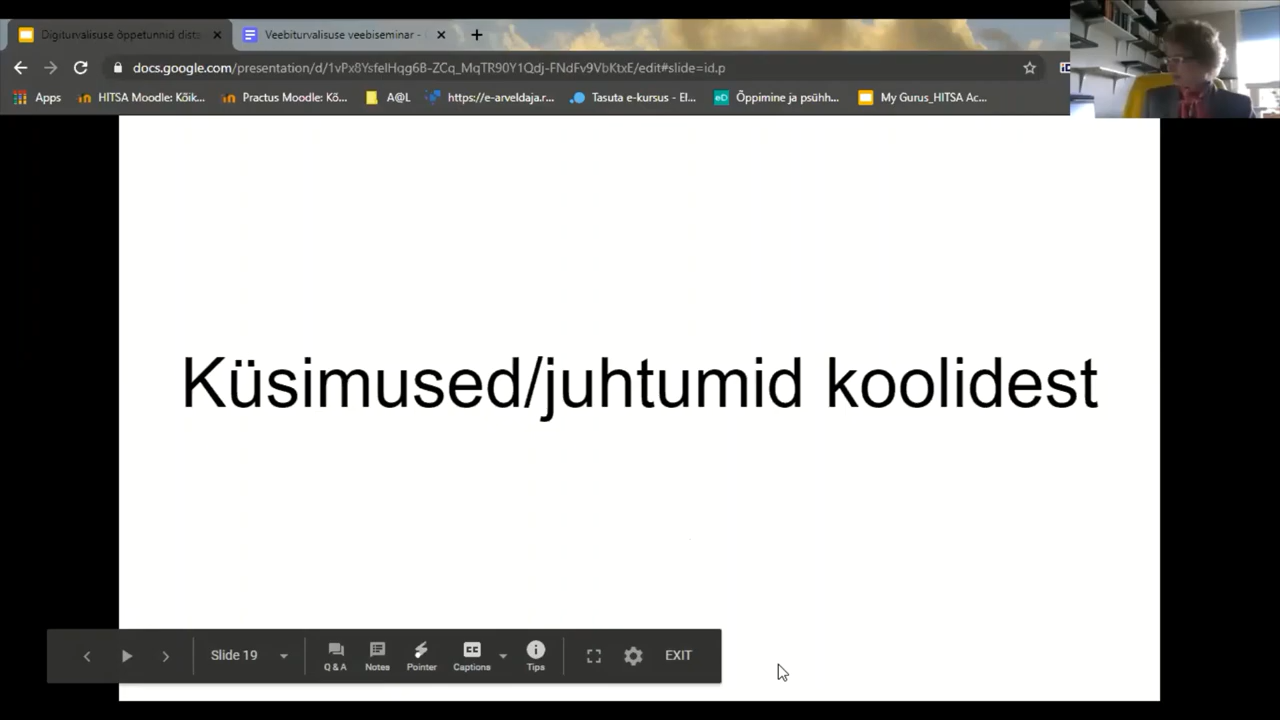 Digiturvalisuse õppetunnid dista
Veebiturvalisuse veebiseminar -
docs.google.com/presentation/d/1vPx8YsfelHqg6B-ZCq_MqTR90Y1Qdj-FNdFv9VbKtxE/edit#slide=id.p
Apps
HITSA Moodle: Kõik...
Practus Moodle: Kõ...
A@L
https://e-arveldaja.r...
Tasuta e-kursus - El...
Õppimine ja psühh...
My Gurus_HITSA Ac...
Küsimused/juhtumid koolidest
Slide 19
Q & A
Notes
Pointer
CC
Captions
Tips
EXIT